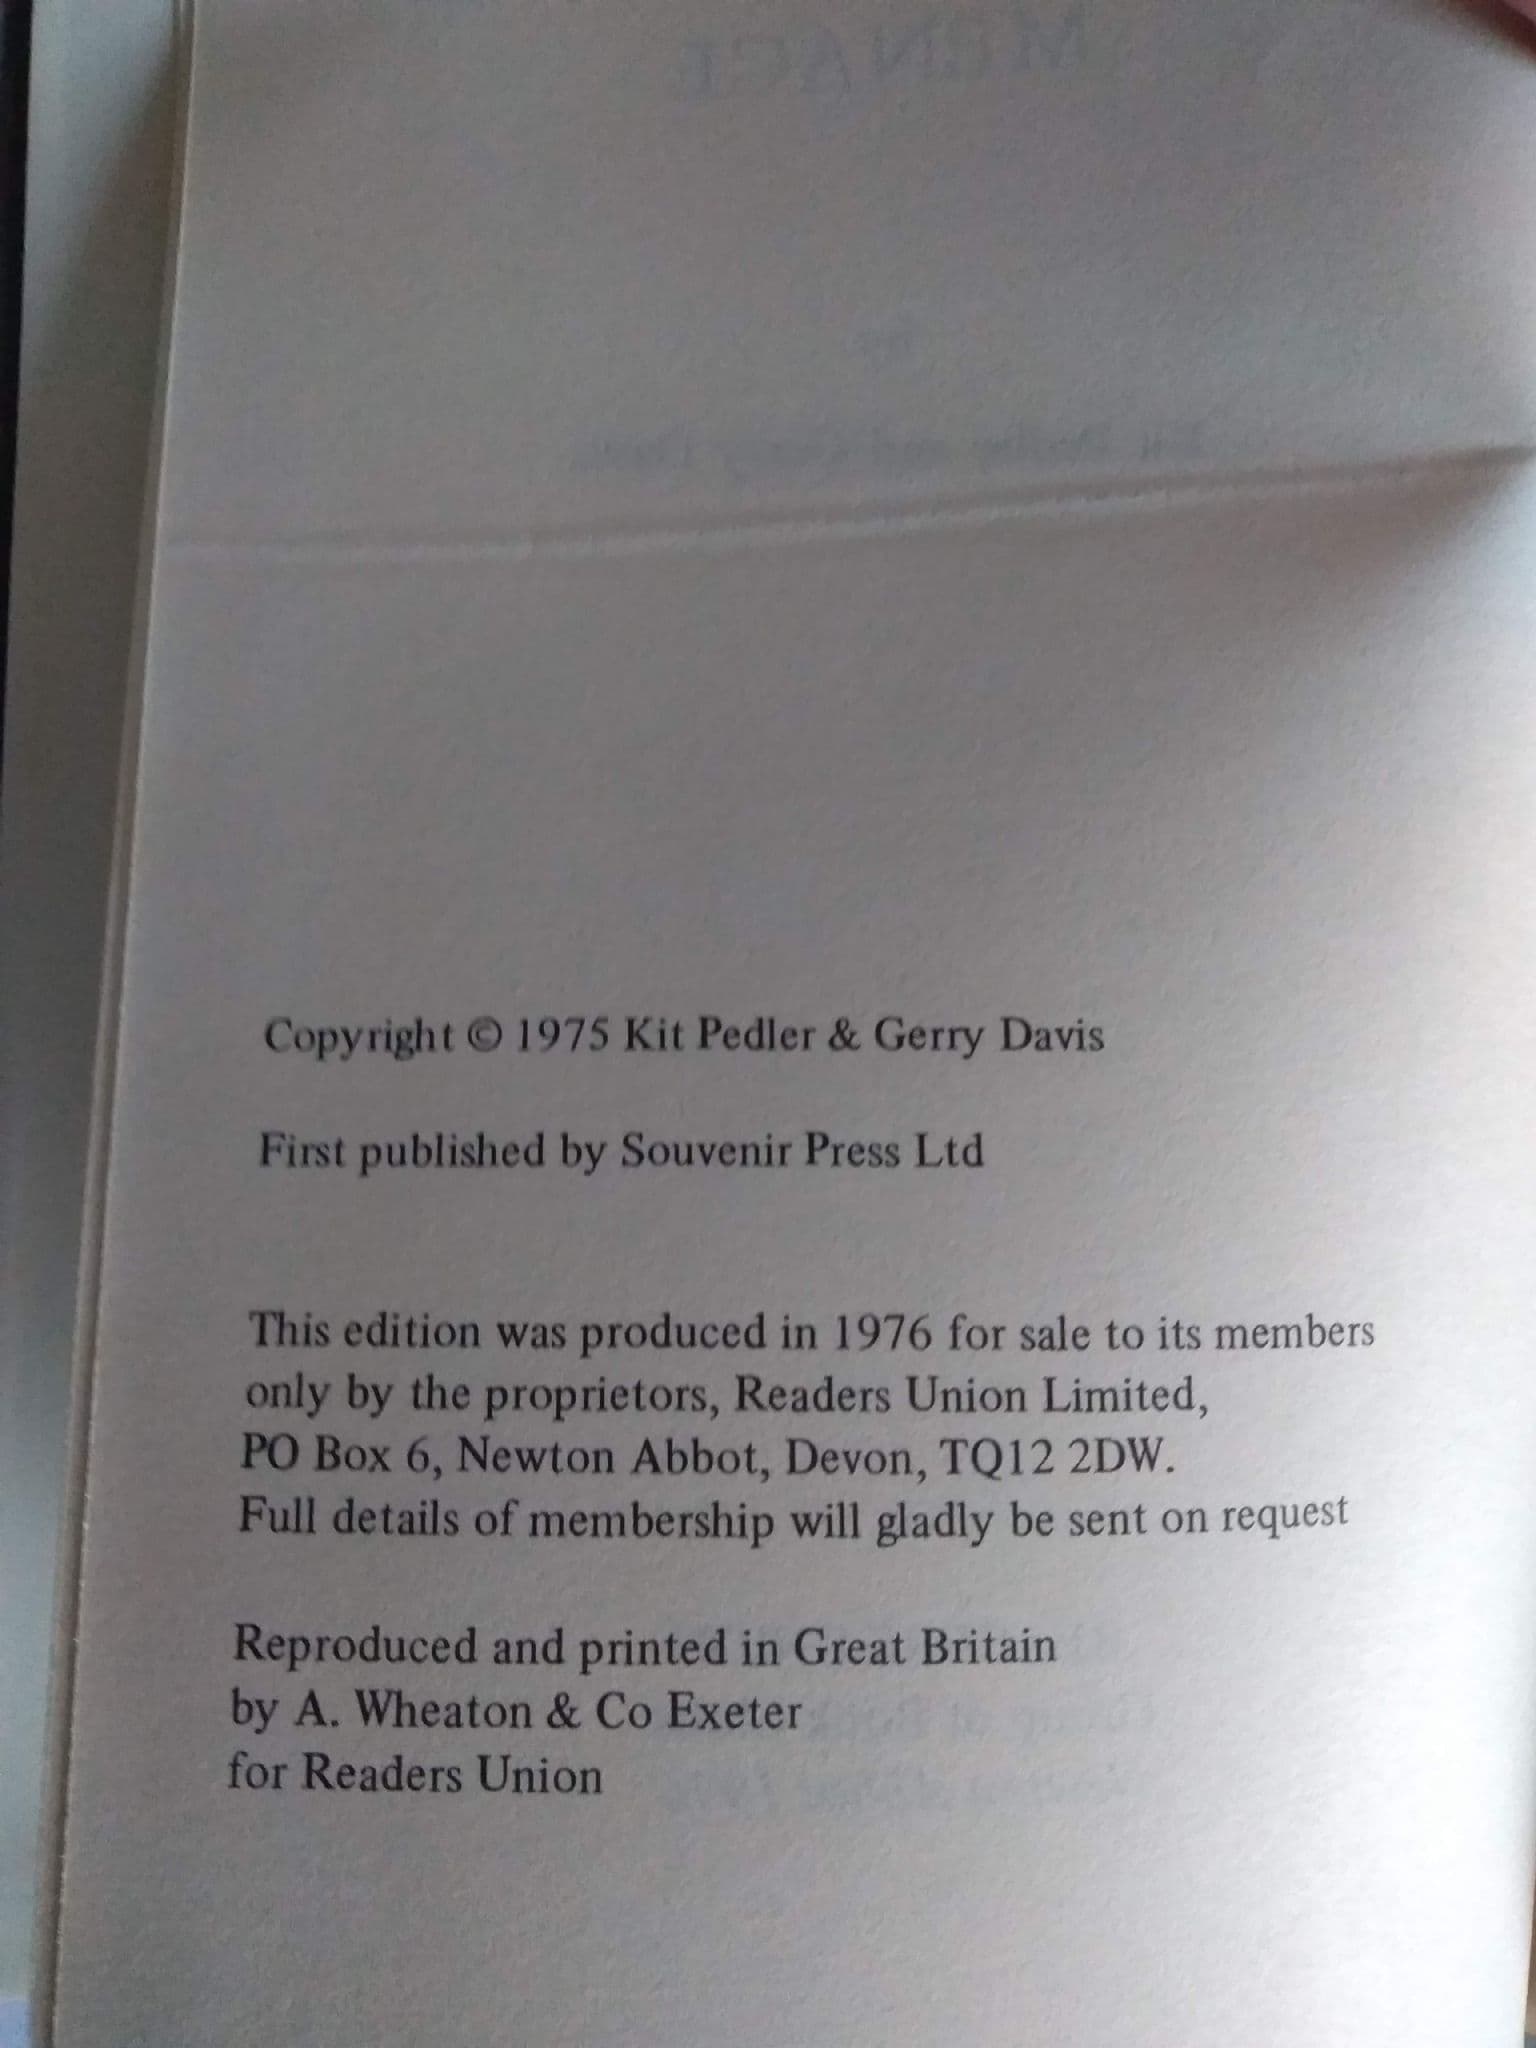 Copyright © 1975 Kit Pedler & Gerry Davis
First published by Souvenir Press Ltd
This edition was produced in 1976 for sale to its members
only by the proprietors, Readers Union Limited,
PO Box 6, Newton Abbot, Devon, TQ12 2DW.
Full details of membership will gladly be sent on request
Reproduced and printed in Great Britain
by A. Wheaton & Co Exeter
for Readers Union